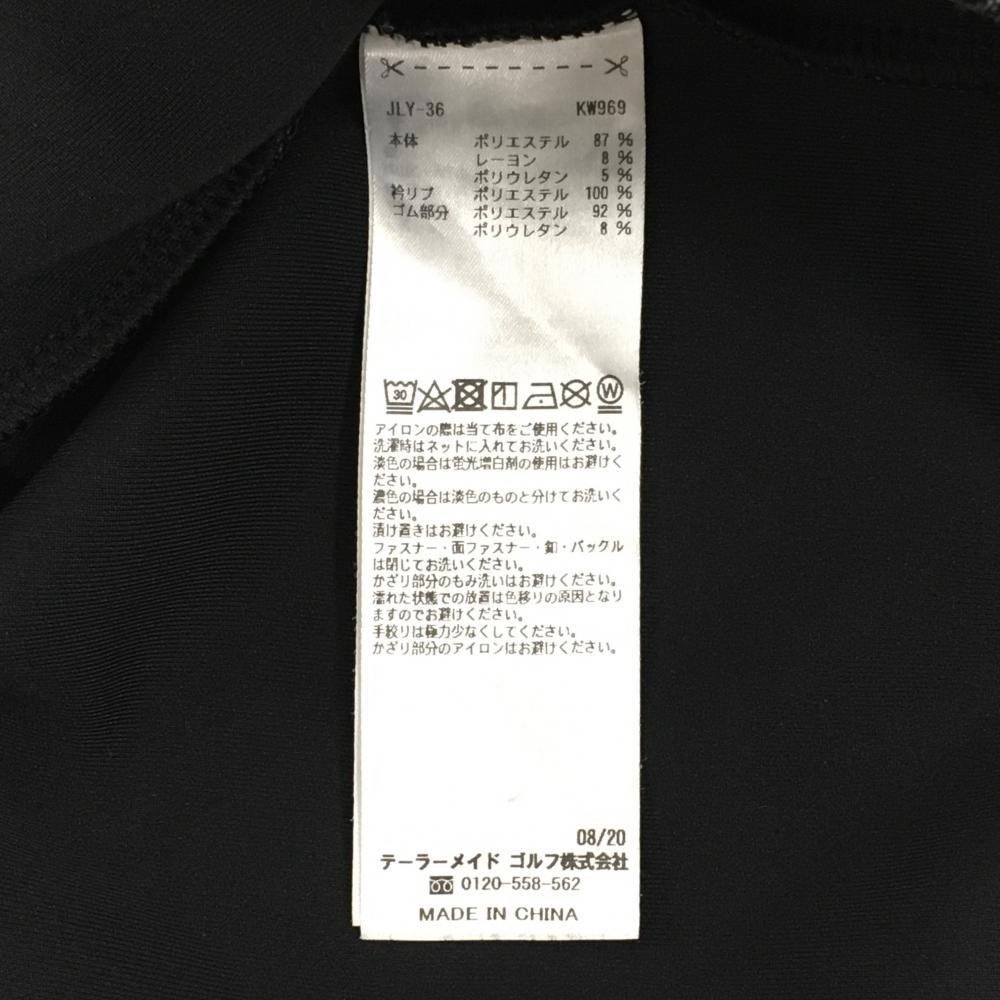 JLY-36 KW969
本体 ポリエステル 87 %
レーヨン 8 %
ポリウレタン 5 %
衿リブ ポリエステル 100 %
ゴム部分 ポリエステル 92 %
ポリウレタン 8 %
30 W
アイロンの際は当て布をご使用ください。
洗濯時はネットに入れてお洗いください。
淡色の場合は蛍光増白剤の使用はお避けく
ださい。
濃色の場合は淡色のものと分けてお洗いく
ださい。
漬け置きはお避けください。
ファスナー・面ファスナー・釦・バックル
は閉じてお洗いください。
かざり部分のもみ洗いはお避けください。
濡れた状態での放置は色移りの原因となり
ますのでお避けください。
手絞りは極力少なくしてください。
かざり部分のアイロンはお避けください。
08/20
テーラーメイド ゴルフ株式会社
0120-558-562
MADE IN CHINA